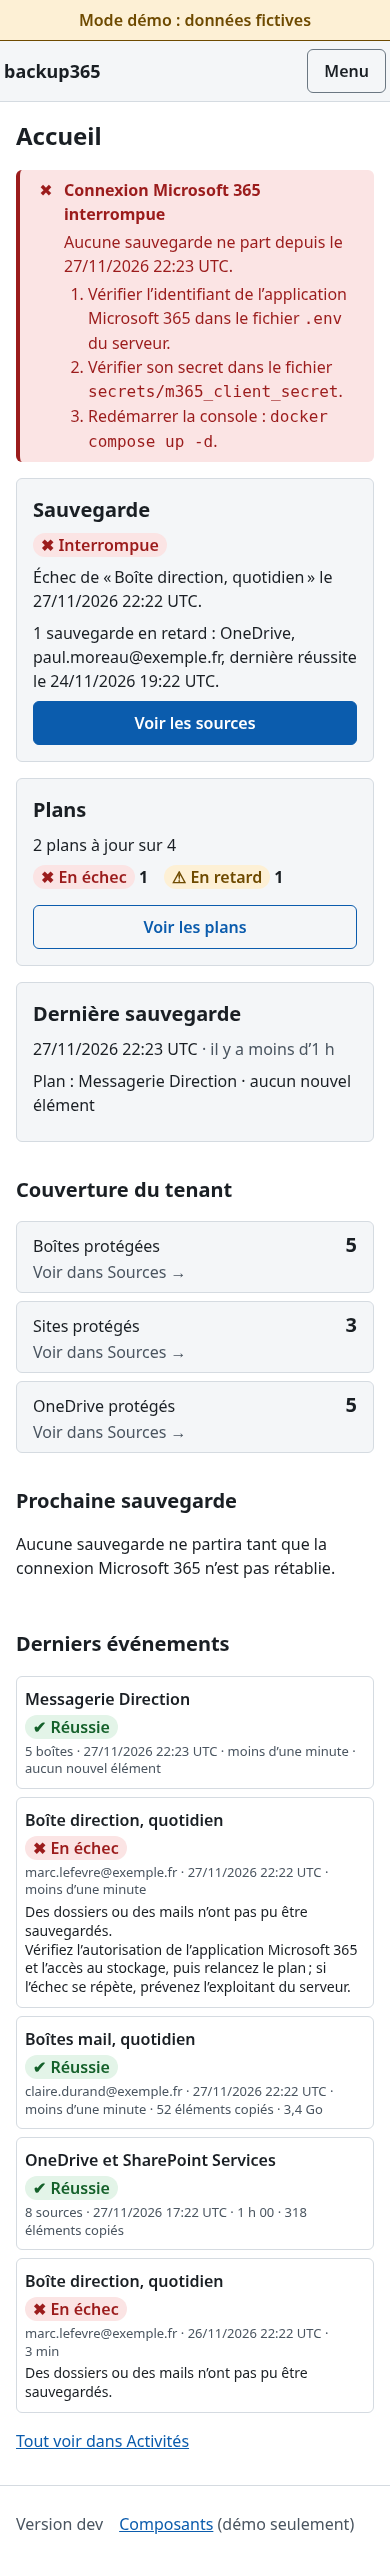 Mode démo : données fictives
backup365
Menu
Accueil
✖ Connexion Microsoft 365
interrompue
Aucune sauvegarde ne part depuis le
27/11/2026 22:23 UTC.
1. Vérifier l’identifiant de l’application
Microsoft 365 dans le fichier .env
du serveur.
2. Vérifier son secret dans le fichier
secrets/m365_client_secret.
3. Redémarrer la console : docker
compose up -d.
Sauvegarde
✖ Interrompue
Échec de « Boîte direction, quotidien » le
27/11/2026 22:22 UTC.
1 sauvegarde en retard : OneDrive,
paul.moreau@exemple.fr, dernière réussite
le 24/11/2026 19:22 UTC.
Voir les sources
Plans
2 plans à jour sur 4
✖ En échec 1 ⚠ En retard 1
Voir les plans
Dernière sauvegarde
27/11/2026 22:23 UTC · il y a moins d’1 h
Plan : Messagerie Direction · aucun nouvel
élément
Couverture du tenant
Boîtes protégées 5
Voir dans Sources →
Sites protégés 3
Voir dans Sources →
OneDrive protégés 5
Voir dans Sources →
Prochaine sauvegarde
Aucune sauvegarde ne partira tant que la
connexion Microsoft 365 n’est pas rétablie.
Derniers événements
Messagerie Direction
✔ Réussie
5 boîtes · 27/11/2026 22:23 UTC · moins d’une minute ·
aucun nouvel élément
Boîte direction, quotidien
✖ En échec
marc.lefevre@exemple.fr · 27/11/2026 22:22 UTC ·
moins d’une minute
Des dossiers ou des mails n’ont pas pu être
sauvegardés.
Vérifiez l’autorisation de l’application Microsoft 365
et l’accès au stockage, puis relancez le plan ; si
l’échec se répète, prévenez l’exploitant du serveur.
Boîtes mail, quotidien
✔ Réussie
claire.durand@exemple.fr · 27/11/2026 22:22 UTC ·
moins d’une minute · 52 éléments copiés · 3,4 Go
OneDrive et SharePoint Services
✔ Réussie
8 sources · 27/11/2026 17:22 UTC · 1 h 00 · 318
éléments copiés
Boîte direction, quotidien
✖ En échec
marc.lefevre@exemple.fr · 26/11/2026 22:22 UTC ·
3 min
Des dossiers ou des mails n’ont pas pu être
sauvegardés.
Tout voir dans Activités
Version dev Composants (démo seulement)